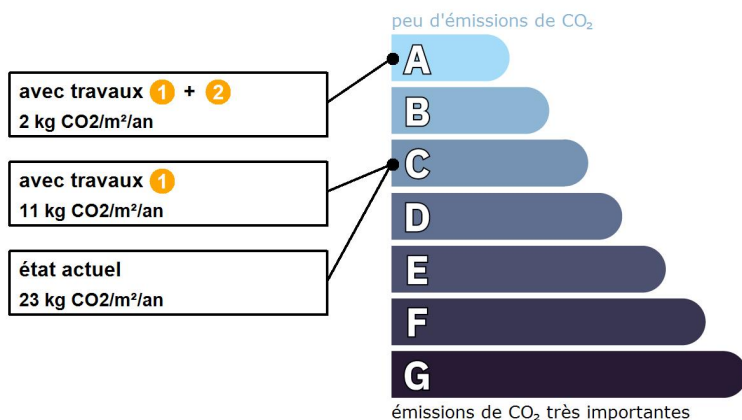 peu d'émissions de CO₂
A
avec travaux 1 + 2
2 kg CO2/m²/an
B
avec travaux 1
11 kg CO2/m²/an
C
D
état actuel
23 kg CO2/m²/an
E
F
G
émissions de CO₂ très importantes